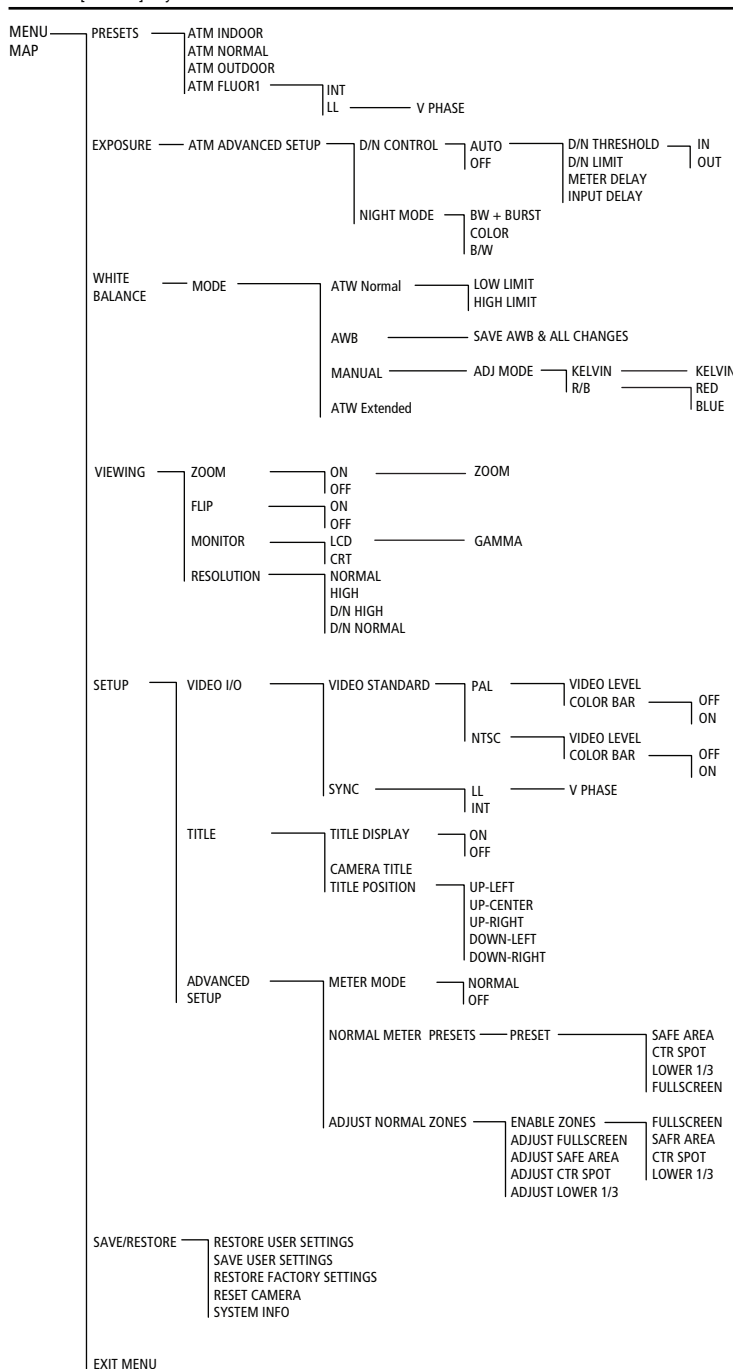 MENU PRESETS ATM INDOOR
MAP ATM NORMAL
ATM OUTDOOR
ATM FLUOR1 INT
LL V PHASE
EXPOSURE ATM ADVANCED SETUP D/N CONTROL AUTO D/N THRESHOLD IN
OFF D/N LIMIT OUT
METER DELAY
INPUT DELAY
NIGHT MODE BW + BURST
COLOR
B/W
WHITE
BALANCE MODE ATW Normal LOW LIMIT
HIGH LIMIT
AWB SAVE AWB & ALL CHANGES
MANUAL ADJ MODE KELVIN KELVIN
R/B RED
BLUE
ATW Extended
VIEWING ZOOM ON ZOOM
OFF
FLIP ON
OFF
MONITOR LCD GAMMA
CRT
RESOLUTION NORMAL
HIGH
D/N HIGH
D/N NORMAL
SETUP VIDEO I/O VIDEO STANDARD PAL VIDEO LEVEL
COLOR BAR OFF
ON
NTSC VIDEO LEVEL
COLOR BAR OFF
ON
SYNC LL V PHASE
INT
TITLE TITLE DISPLAY ON
OFF
CAMERA TITLE
TITLE POSITION UP-LEFT
UP-CENTER
UP-RIGHT
DOWN-LEFT
DOWN-RIGHT
ADVANCED METER MODE NORMAL
SETUP OFF
NORMAL METER PRESETS PRESET SAFE AREA
CTR SPOT
LOWER 1/3
FULLSCREEN
ADJUST NORMAL ZONES ENABLE ZONES FULLSCREEN
ADJUST FULLSCREEN SAFR AREA
ADJUST SAFE AREA CTR SPOT
ADJUST CTR SPOT LOWER 1/3
ADJUST LOWER 1/3
SAVE/RESTORE RESTORE USER SETTINGS
SAVE USER SETTINGS
RESTORE FACTORY SETTINGS
RESET CAMERA
SYSTEM INFO
EXIT MENU